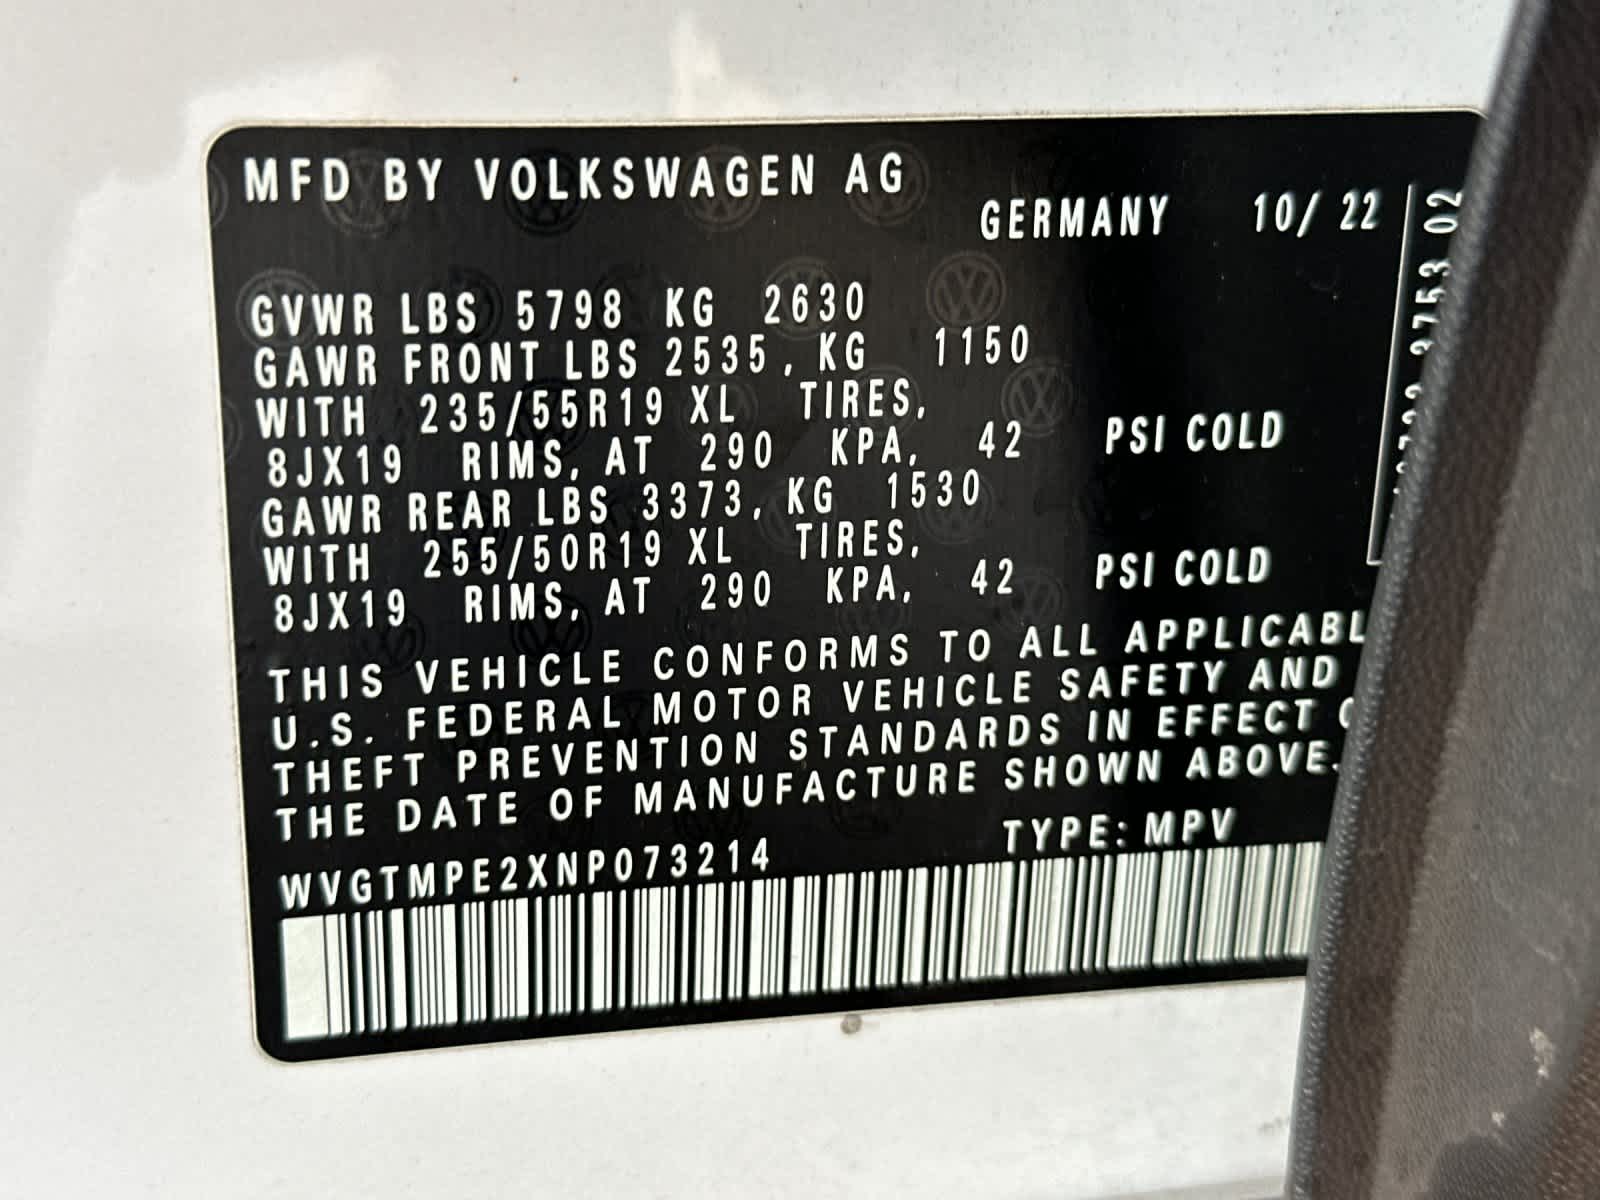 MFD BY VOLKSWAGEN AG
GERMANY 10/ 22
GVWR LBS 5798 KG 2630
GAWR FRONT LBS 2535, KG 1150
WITH 235/55R19 XL TIRES,
8JX19 RIMS, AT 290 KPA, 42 PSI COLD
GAWR REAR LBS 3373, KG 1530
WITH 255/50R19 XL TIRES,
8JX19 RIMS, AT 290 KPA, 42 PSI COLD
THIS VEHICLE CONFORMS TO ALL APPLICABL
U.S. FEDERAL MOTOR VEHICLE SAFETY AND
THEFT PREVENTION STANDARDS IN EFFECT
THE DATE OF MANUFACTURE SHOWN ABOVE.
WVGTMPE2XNP073214 TYPE: MPV
3753 02